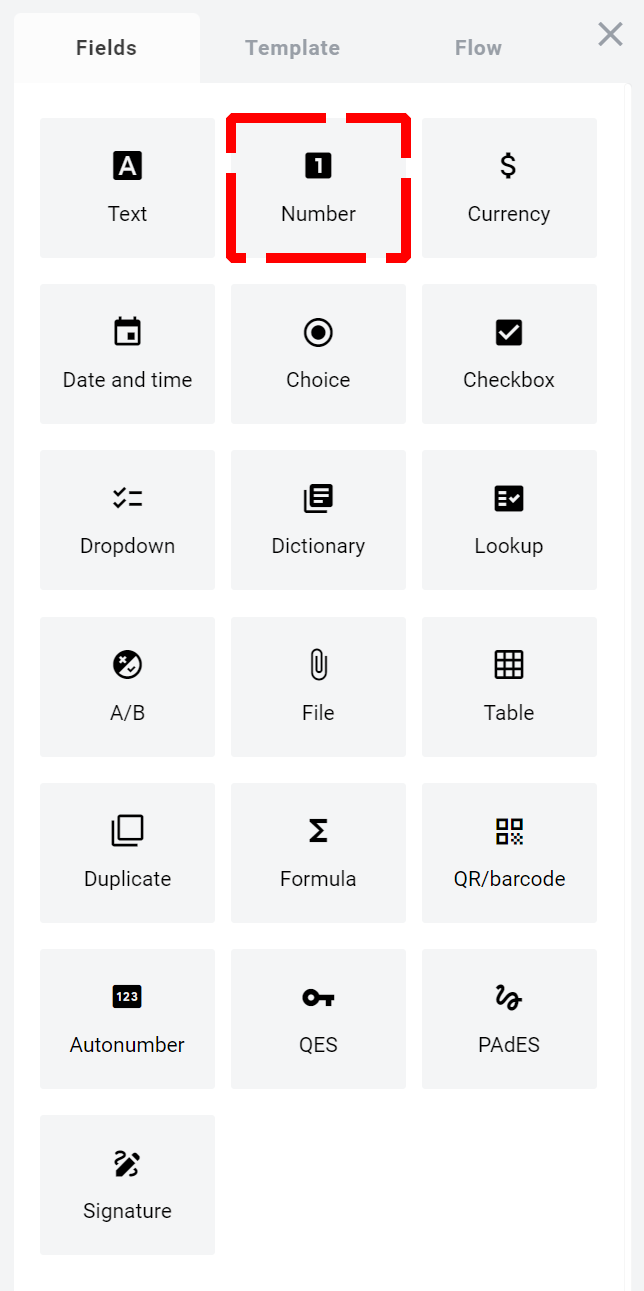 Fields Template Flow
A 1 $
Text Number Currency
Date and time Choice Checkbox
Dropdown Dictionary Lookup
A/B File Table
Σ
Duplicate Formula QR/barcode
123
Autonumber QES PAdES
Signature